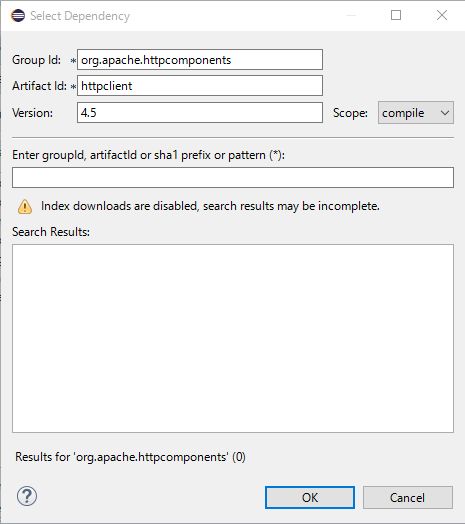 Select Dependency
Group Id: * org.apache.httpcomponents
Artifact Id: * httpclient
Version: 4.5 Scope: compile
Enter groupId, artifactId or sha1 prefix or pattern (*):
Index downloads are disabled, search results may be incomplete.
Search Results:
Results for 'org.apache.httpcomponents' (0)
? OK Cancel